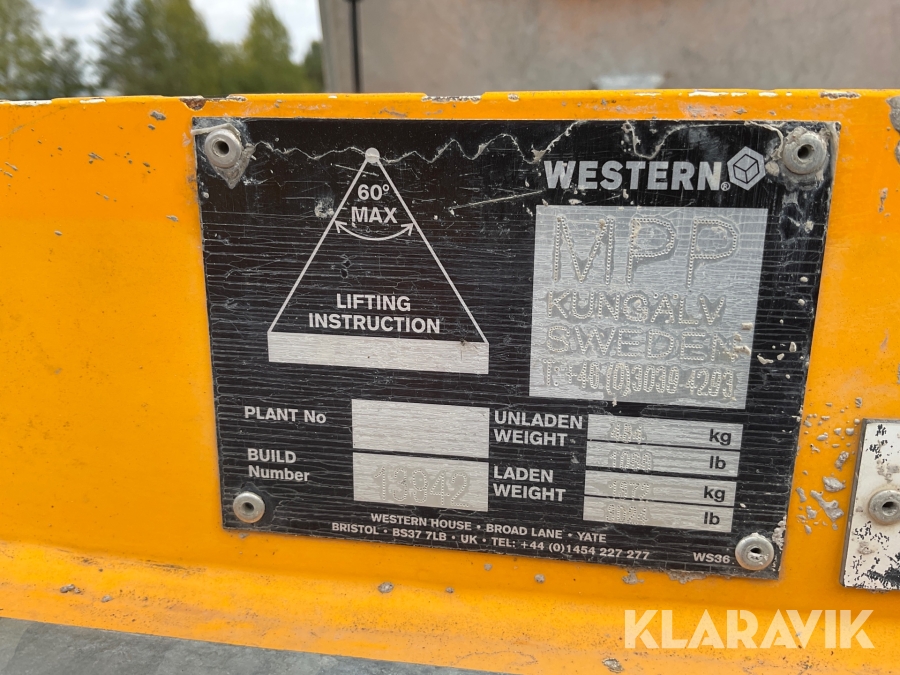 60°
MAX
LIFTING
INSTRUCTION
WESTERN®
MPP
KUNGÄLV
SWEDEN
PLANT No
BUILD
Number
13942
UNLADEN
WEIGHT
kg
lb
LADEN
WEIGHT
kg
lb
WESTERN HOUSE • BROAD LANE • YATE
BRISTOL • BS37 7LB • UK • TEL: +44 (0)1454 227 277
WS36
KLARAVIK